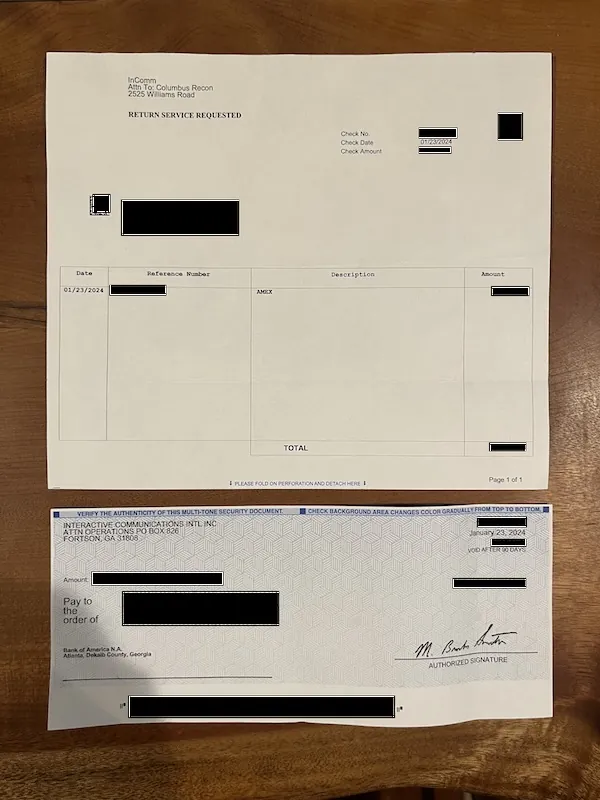 InComm
Attn To: Columbus Recon
2525 Williams Road
RETURN SERVICE REQUESTED
Check No.
Check Date 01/23/2024
Check Amount
Date Reference Number Description Amount
01/23/2024 AMEX
TOTAL
PLEASE FOLD ON PERFORATION AND DETACH HERE
Page 1 of 1
VERIFY THE AUTHENTICITY OF THIS MULTI-TONE SECURITY DOCUMENT. CHECK BACKGROUND AREA CHANGES COLOR GRADUALLY FROM TOP TO BOTTOM.
INTERACTIVE COMMUNICATIONS INTL INC
ATTN OPERATIONS PO BOX 826
FORTSON, GA 31808
January 23, 2024
VOID AFTER 90 DAYS
Amount
Pay to
the
order of
Bank of America N.A.
Atlanta, Dekalb County, Georgia
AUTHORIZED SIGNATURE